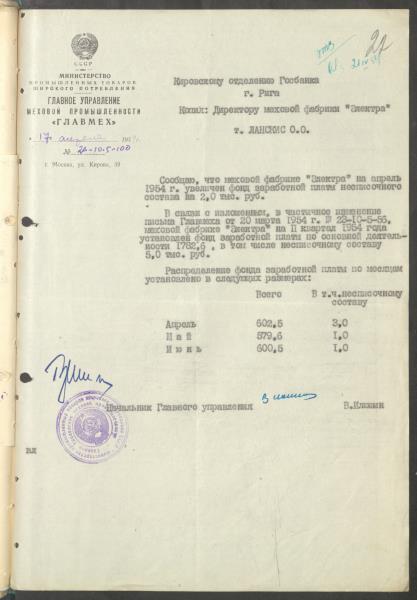 22
СССР
МИНИСТЕРСТВО
ПРОМЫШЛЕННЫХ ТОВАРОВ
ШИРОКОГО ПОТРЕБЛЕНИЯ
ГЛАВНОЕ УПРАВЛЕНИЕ
МЕХОВОЙ ПРОМЫШЛЕННОСТИ
«ГЛАВМЕХ»
17 апреля 1954
№ 24-10.5-100
г. Москва, ул. Кирова, 39
Кировскому отделению Госбанка
г. Рига
Копия: Директору меховой фабрики "Электра"
т. ЛАНСКИС О.О.
Сообщаю, что меховой фабрике "Электра" на апрель
1954 г. увеличен фонд заработной платы несписочного
состава на 2,0 тыс. руб.
В связи с изложенным, в частичное изменение
письма Главмеха от 20 марта 1954 г. № 23-10-5-56,
меховой фабрике "Электра" на II квартал 1954 года
установлен фонд заработной платы по основной деятель-
ности 1782,6 , в том числе несписочному составу
5,0 тыс. руб.
Распределение фонда заработной платы по месяцам
установлено в следующих размерах:
Всего В т.ч.несписочному
составу
Апрель 602,5 3,0
Май 579,6 1,0
Июнь 600,5 1,0
Начальник Главного управления В.Илюхин
вд